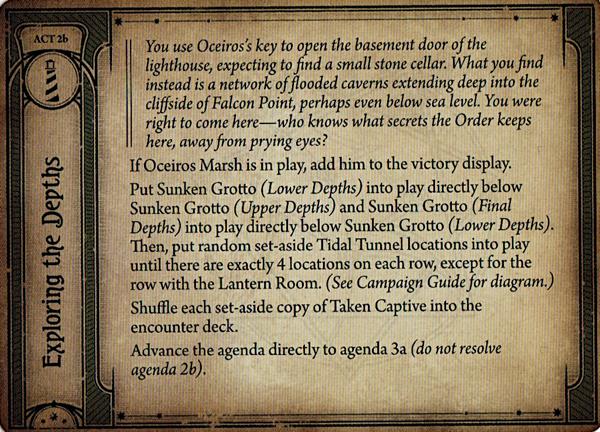 ACT 2b
Exploring the Depths
You use Oceiros's key to open the basement door of the
lighthouse, expecting to find a small stone cellar. What you find
instead is a network of flooded caverns extending deep into the
cliffside of Falcon Point, perhaps even below sea level. You were
right to come here—who knows what secrets the Order keeps
here, away from prying eyes?
If Oceiros Marsh is in play, add him to the victory display.
Put Sunken Grotto (Lower Depths) into play directly below
Sunken Grotto (Upper Depths) and Sunken Grotto (Final
Depths) into play directly below Sunken Grotto (Lower Depths).
Then, put random set-aside Tidal Tunnel locations into play
until there are exactly 4 locations on each row, except for the
row with the Lantern Room. (See Campaign Guide for diagram.)
Shuffle each set-aside copy of Taken Captive into the
encounter deck.
Advance the agenda directly to agenda 3a (do not resolve
agenda 2b).